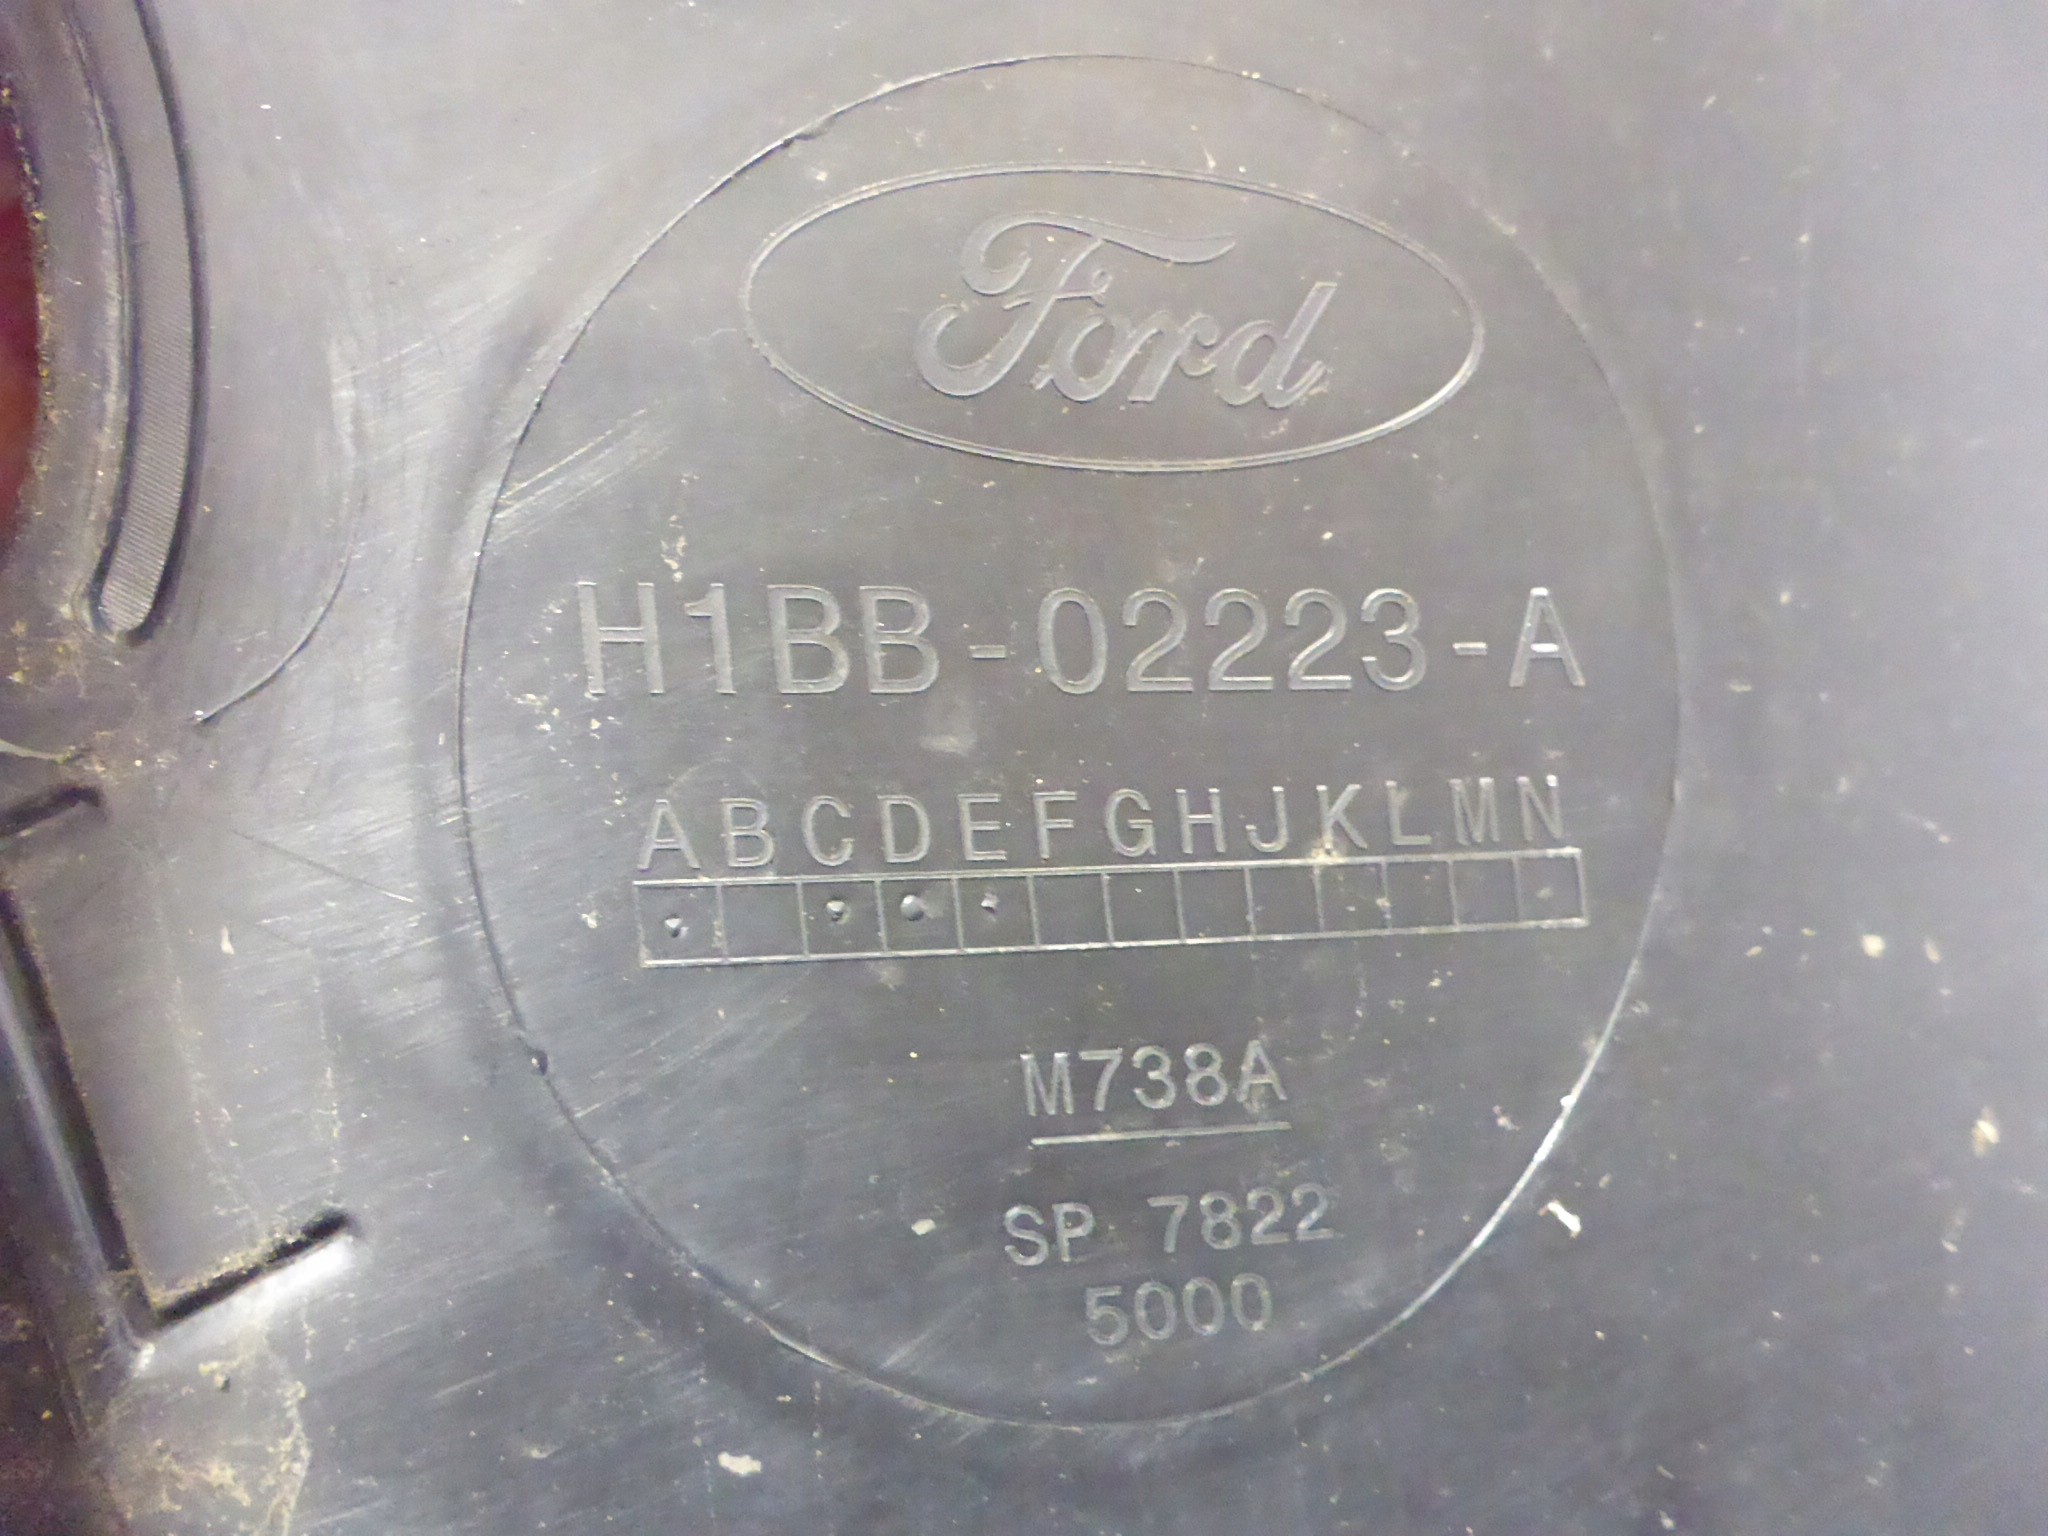 Ford
H1BB-02223-A
ABCDEFGHJKLMN
M738A
SP 7822
5000